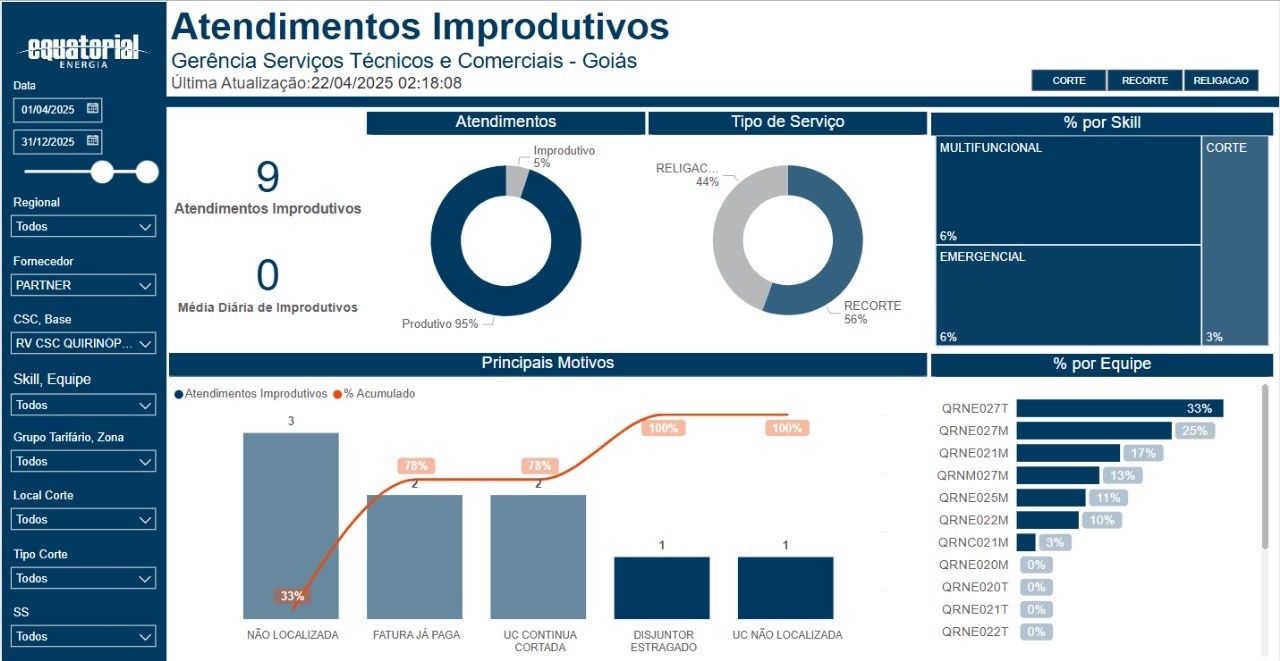 equatorial
ENERGIA
Atendimentos Improdutivos
Gerência Serviços Técnicos e Comerciais - Goiás
Última Atualização:22/04/2025 02:18:08
CORTE
RECORTE
RELIGACAO
Data
01/04/2025
31/12/2025
Regional
Todos
Fornecedor
PARTNER
CSC, Base
RV CSC QUIRINOP...
Skill, Equipe
Todos
Grupo Tarifário, Zona
Todos
Local Corte
Todos
Tipo Corte
Todos
SS
Todos
9
Atendimentos Improdutivos
0
Média Diária de Improdutivos
Atendimentos
Improdutivo
5%
Produtivo 95%
Tipo de Serviço
RELIGAC...
44%
RECORTE
56%
% por Skill
MULTIFUNCIONAL
6%
EMERGENCIAL
6%
CORTE
3%
Principais Motivos
Atendimentos Improdutivos
% Acumulado
3
2
2
1
1
33%
78%
78%
100%
100%
NÃO LOCALIZADA
FATURA JÁ PAGA
UC CONTINUA
CORTADA
DISJUNTOR
ESTRAGADO
UC NÃO LOCALIZADA
% por Equipe
QRNE027T 33%
QRNE027M 25%
QRNE021M 17%
QRNM027M 13%
QRNE025M 11%
QRNE022M 10%
QRNC021M 3%
QRNE020M 0%
QRNE020T 0%
QRNE021T 0%
QRNE022T 0%